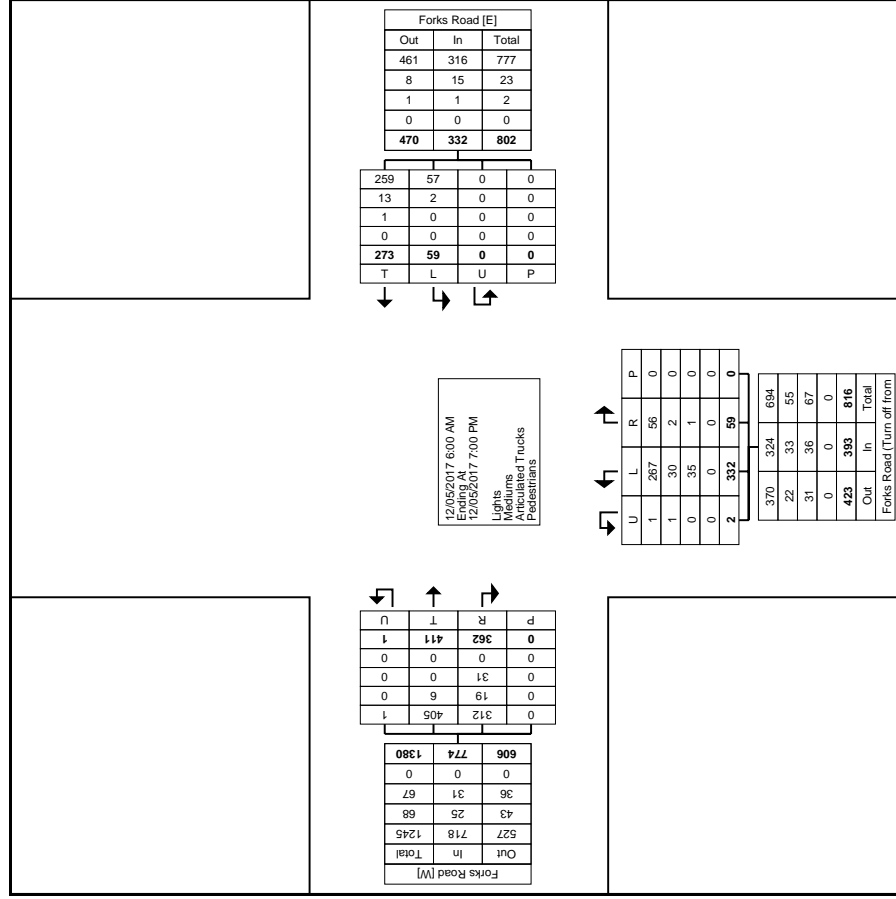 Forks Road [E]
Out In Total
461 316 777
8 15 23
1 1 2
0 0 0
470 332 802
259 57 0 0
13 2 0 0
1 0 0 0
0 0 0 0
273 59 0 0
T L U P
12/05/2017 6:00 AM
Ending At
12/05/2017 7:00 PM
Lights
Mediums
Articulated Trucks
Pedestrians
U L R P
1 267 56 0
1 30 2 0
0 35 1 0
0 0 0 0
2 332 59 0
370 324 694
22 33 55
31 36 67
0 0 0
423 393 816
Out In Total
Forks Road (Turn off from
Forks Road [W]
Out In Total
527 718 1245
43 25 68
36 31 67
0 0 0
606 774 1380
0 312 405 1
0 19 6 0
0 31 0 0
0 0 0 0
0 362 411 1
P R T U